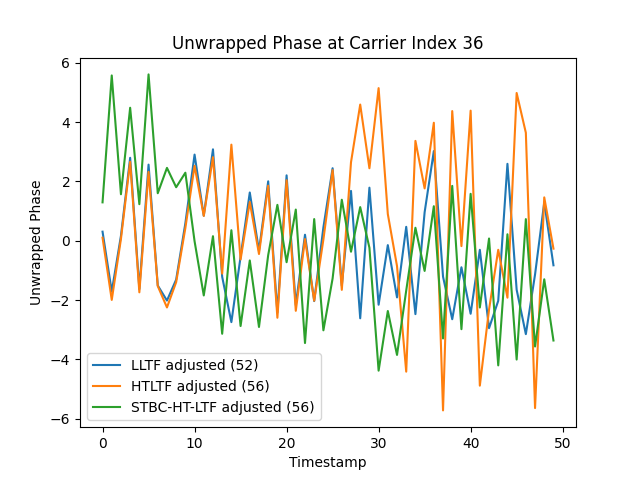 Unwrapped Phase at Carrier Index 36
Unwrapped Phase
6
4
2
0
−2
−4
−6
LLTF adjusted (52)
HTLTF adjusted (56)
STBC-HT-LTF adjusted (56)
0 10 20 30 40 50
Timestamp